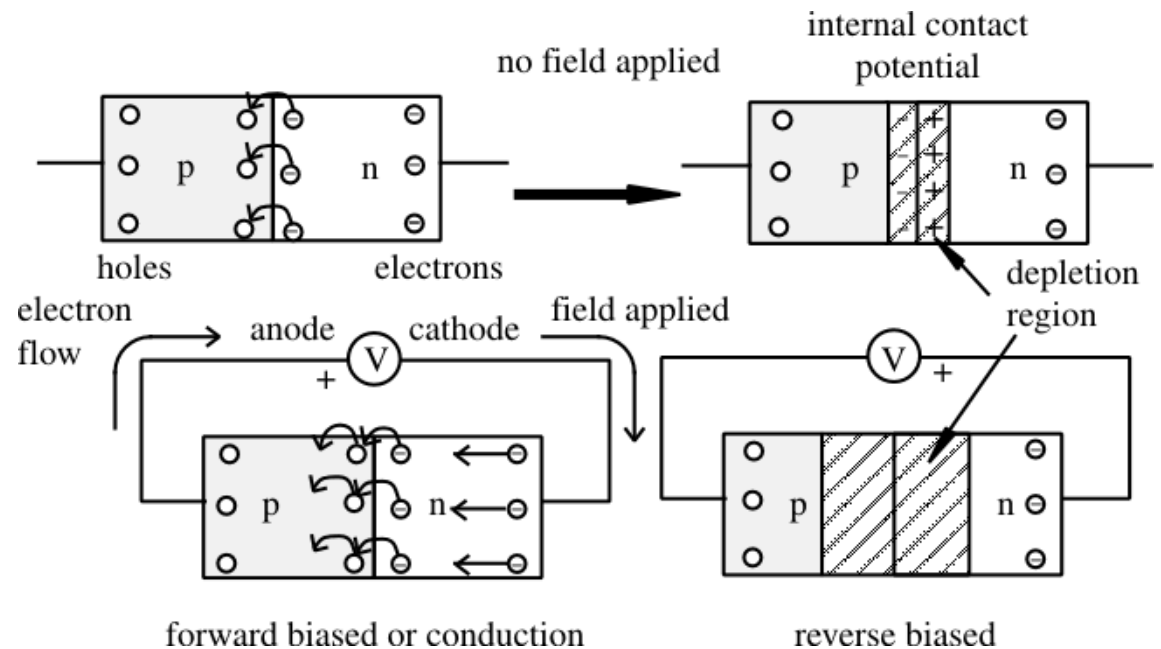 internal contact
potential
no field applied
p
n
p
n
- +
- +
- +
- +
holes
electrons
depletion
region
electron
flow
anode
cathode
field applied
V
+
V
+
p
n
p
n
forward biased or conduction
reverse biased